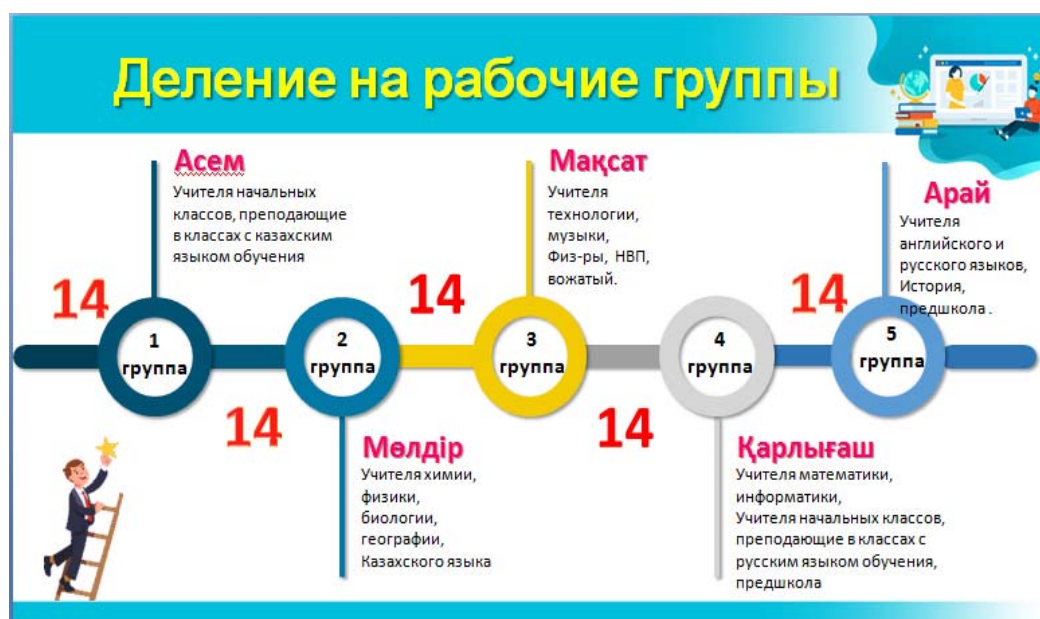 Деление на рабочие группы
Асем
Учителя начальных
классов, преподающие
в классах с казахским
языком обучения
14
1
группа
14
2
группа
Мөлдір
Учителя химии,
физики,
биологии,
географии,
Казахского языка
Мақсат
Учителя
технологии,
музыки,
Физ-ры, НВП,
вожатый.
14
3
группа
14
4
группа
Қарлығаш
Учителя математики,
информатики,
Учителя начальных классов,
преподающие в классах с
русским языком обучения,
предшкола
Арай
Учителя
английского и
русского языков,
История,
предшкола .
14
5
группа